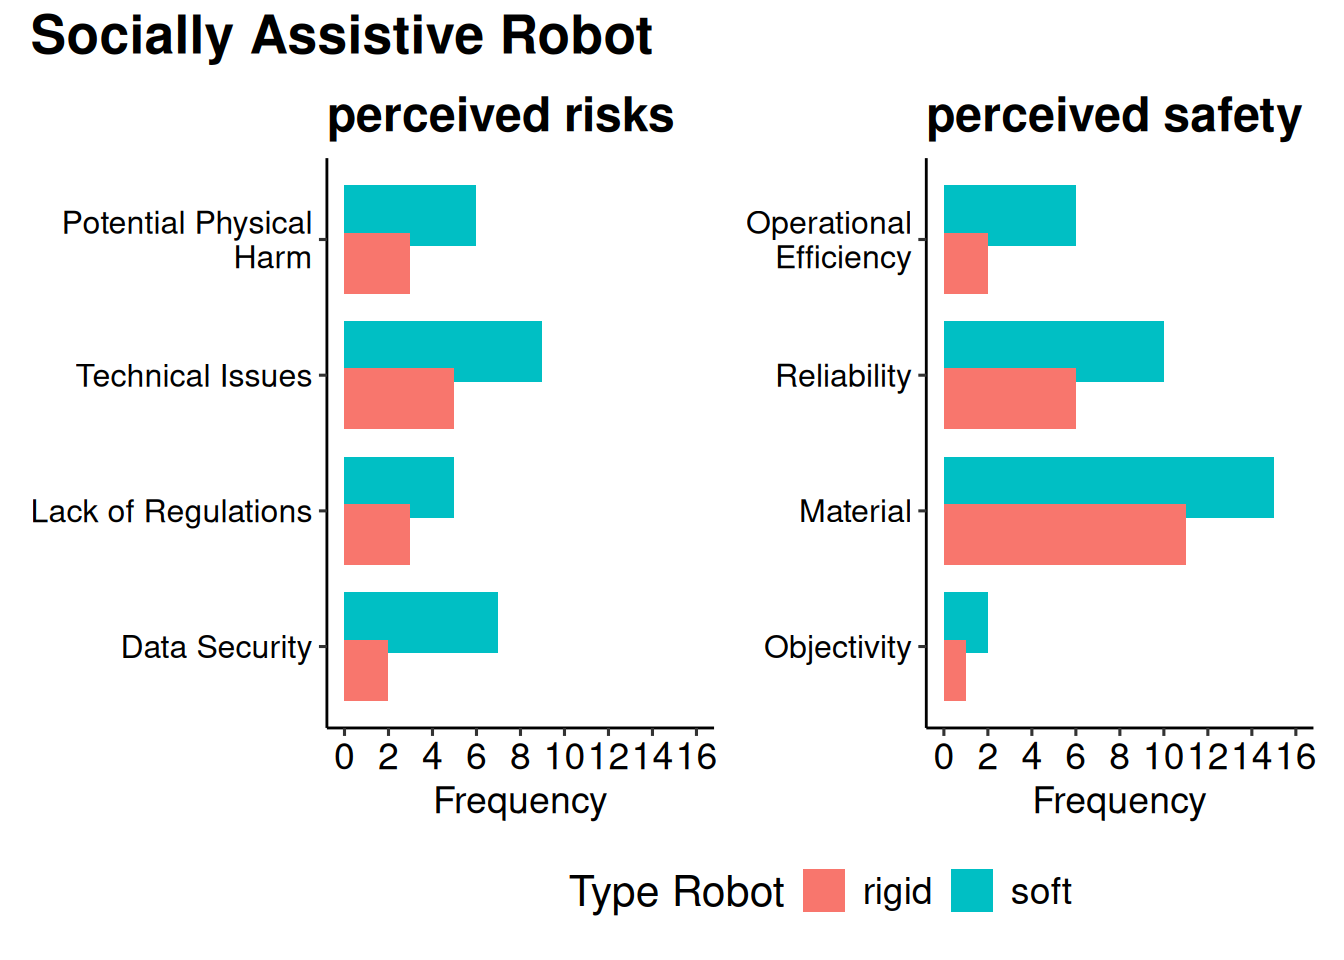 Socially Assistive Robot
perceived risks
Potential Physical
Harm
Technical Issues
Lack of Regulations
Data Security
0 2 4 6 8 10 12 14 16
Frequency
perceived safety
Operational
Efficiency
Reliability
Material
Objectivity
0 2 4 6 8 10 12 14 16
Frequency
Type Robot rigid soft